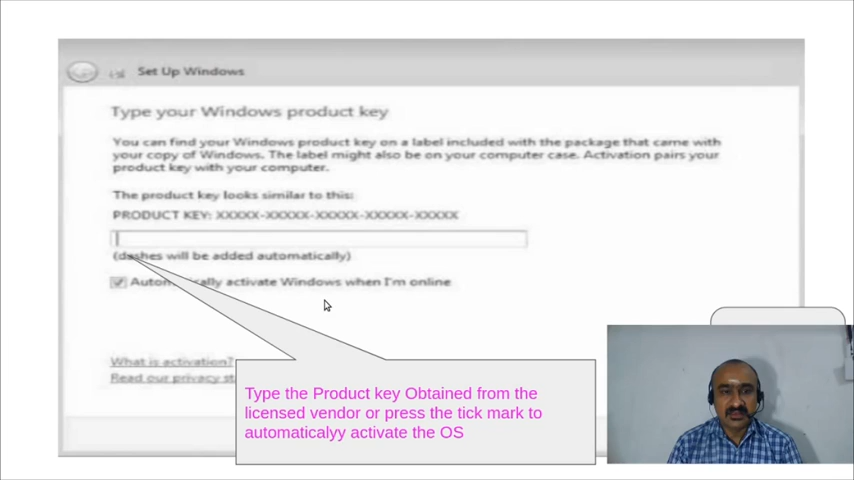 Set Up Windows
Type your Windows product key
You can find your Windows product key on a label included with the package that came with
your copy of Windows. The label might also be on your computer case. Activation pairs your
product key with your computer.
The product key looks similar to this:
PRODUCT KEY: XXXXX-XXXXX-XXXXX-XXXXX-XXXXX
(dashes will be added automatically)
Automatically activate Windows when I'm online
What is activation?
Read our privacy st
Type the Product key Obtained from the
licensed vendor or press the tick mark to
automaticalyy activate the OS